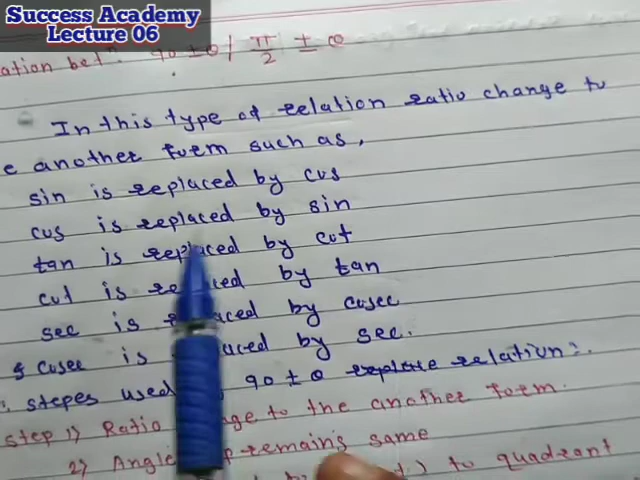 Success Academy
Lecture 06
ation betn 90 ± θ / π/2 ± θ
In this type of relation ratio change to
e another form such as,
sin is replaced by cos
cos is replaced by sin
tan is replaced by cot
cot is replaced by tan
sec is replaced by cosec
& cosec is by sec.
stepes used 90 ± θ relation :-
step 1) Ratio to the another form.
2) Angle remains same
to quadrant